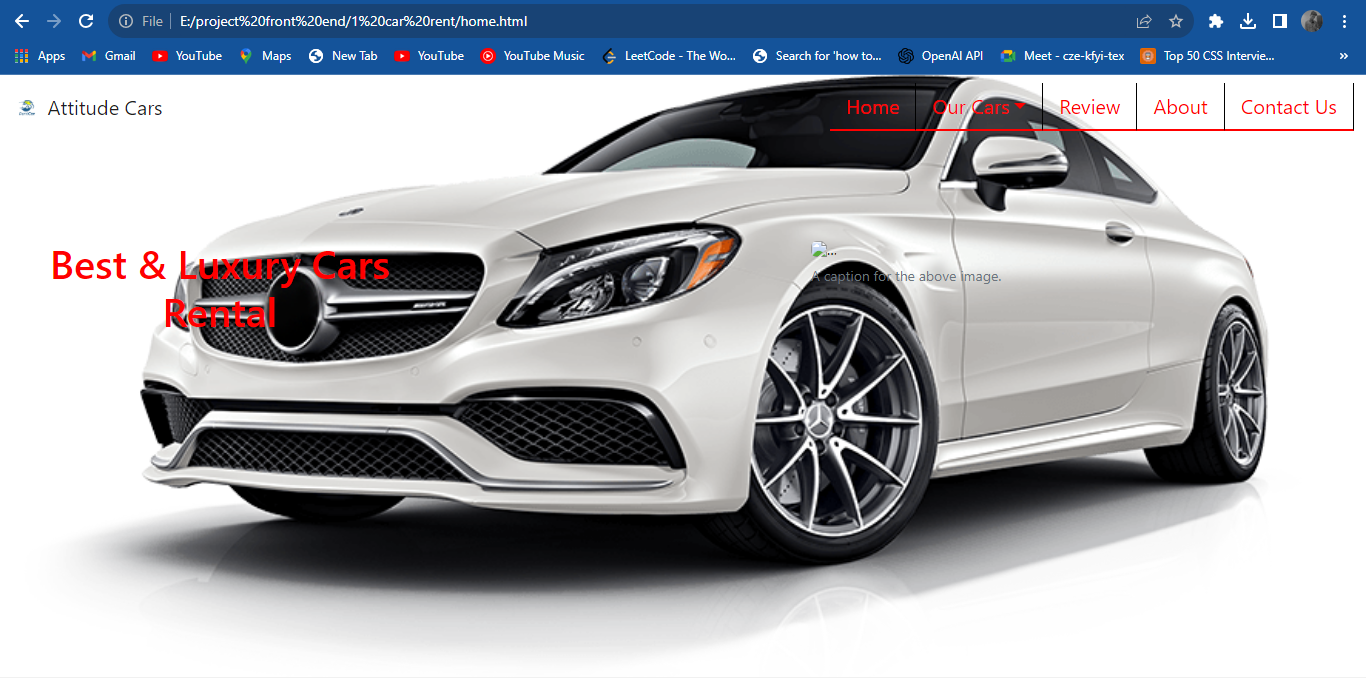 File
E:/project%20front%20end/1%20car%20rent/home.html
Apps Gmail YouTube Maps New Tab YouTube YouTube Music LeetCode - The Wo... Search for 'how to... OpenAI API Meet - cze-kfyi-tex Top 50 CSS Intervie... »
Attitude Cars
Home Our Cars Review About Contact Us
Best & Luxury Cars
Rental
...
A caption for the above image.